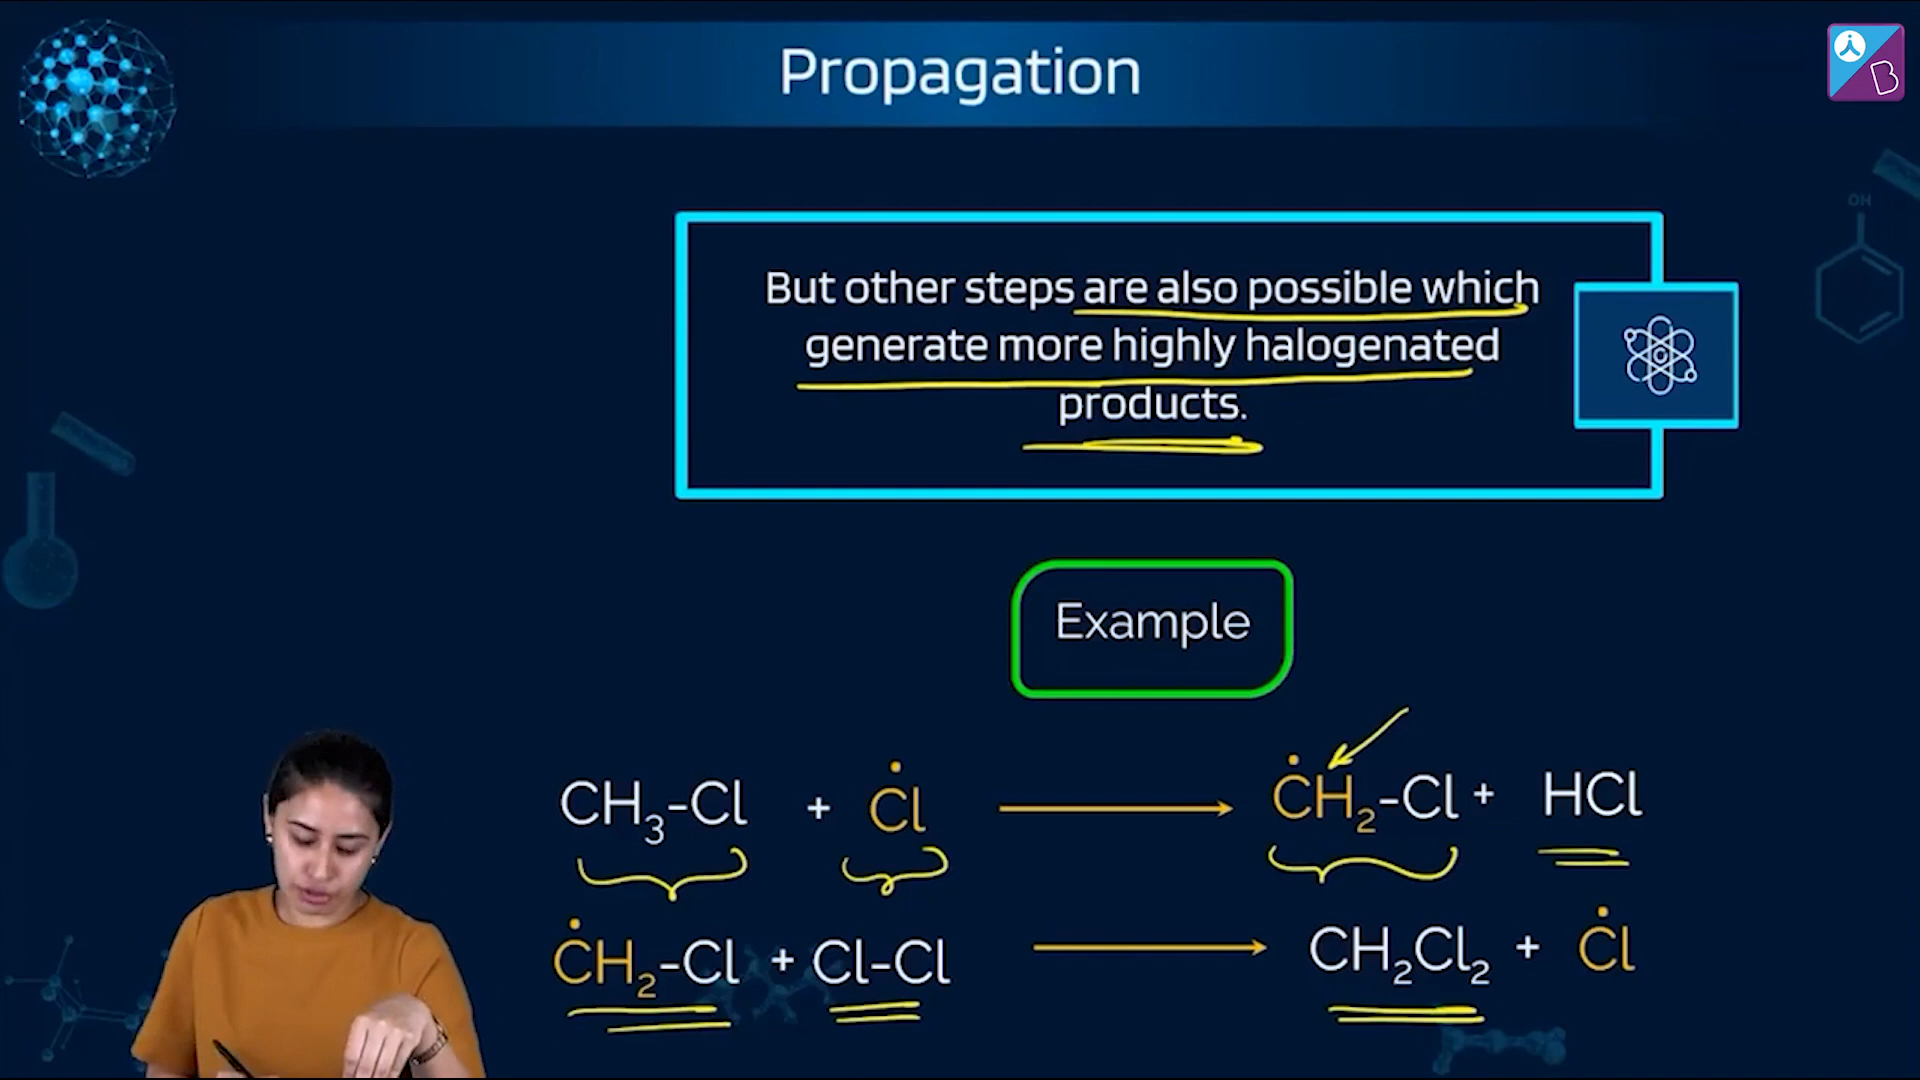 Propagation
B
OH
But other steps are also possible which
generate more highly halogenated
products.
Example
CH₃-Cl + Ċl → ĊH₂-Cl + HCl
ĊH₂-Cl + Cl-Cl → CH₂Cl₂ + Ċl